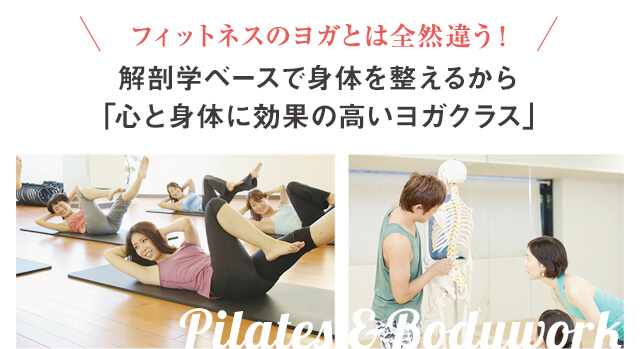 フィットネスのヨガとは全然違う！
解剖学ベースで身体を整えるから
「心と身体に効果の高いヨガクラス」
Pilates & Bodywork